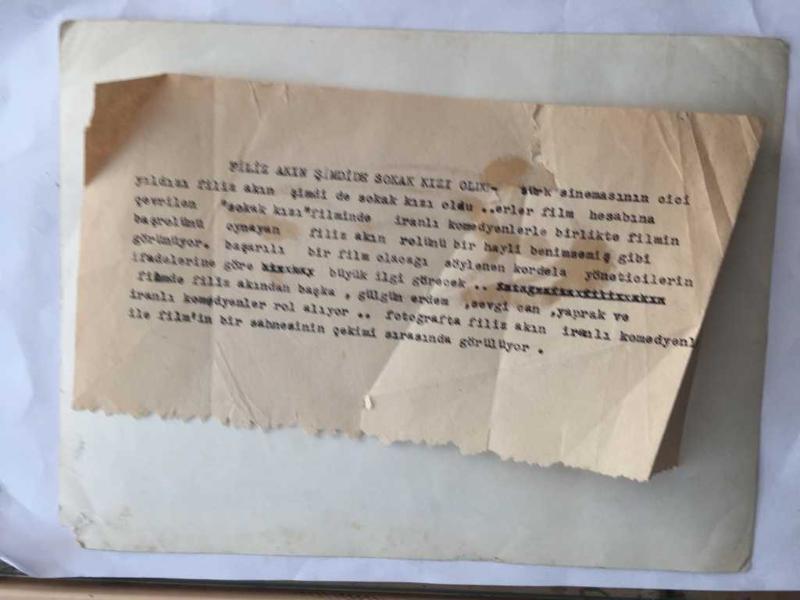 FİLİZ AKIN ŞİMDİDE SOKAK KIZI OLDU- türk sinemasının cici
yıldızı filiz akın şimdi de sokak kızı oldu ..erler film hesabına
çevrilen "sokak kızı"filminde iranlı komedyenlerle birlikte filmin
başrolünü oynayan filiz akın rolünü bir hayli benimsemiş gibi
görünüyor. başarılı bir film olacağı söylenen kordela yöneticilerin
ifadelerine göre büyük ilgi görecek ..
filmde filiz akından başka , gülgün erdem ,sevgi can ,yaprak ve
iranlı komedyenler rol alıyor .. fotografta filiz akın iranlı komedyenl
ile film'in bir sahnesinin çekimi sırasında görülüyor .